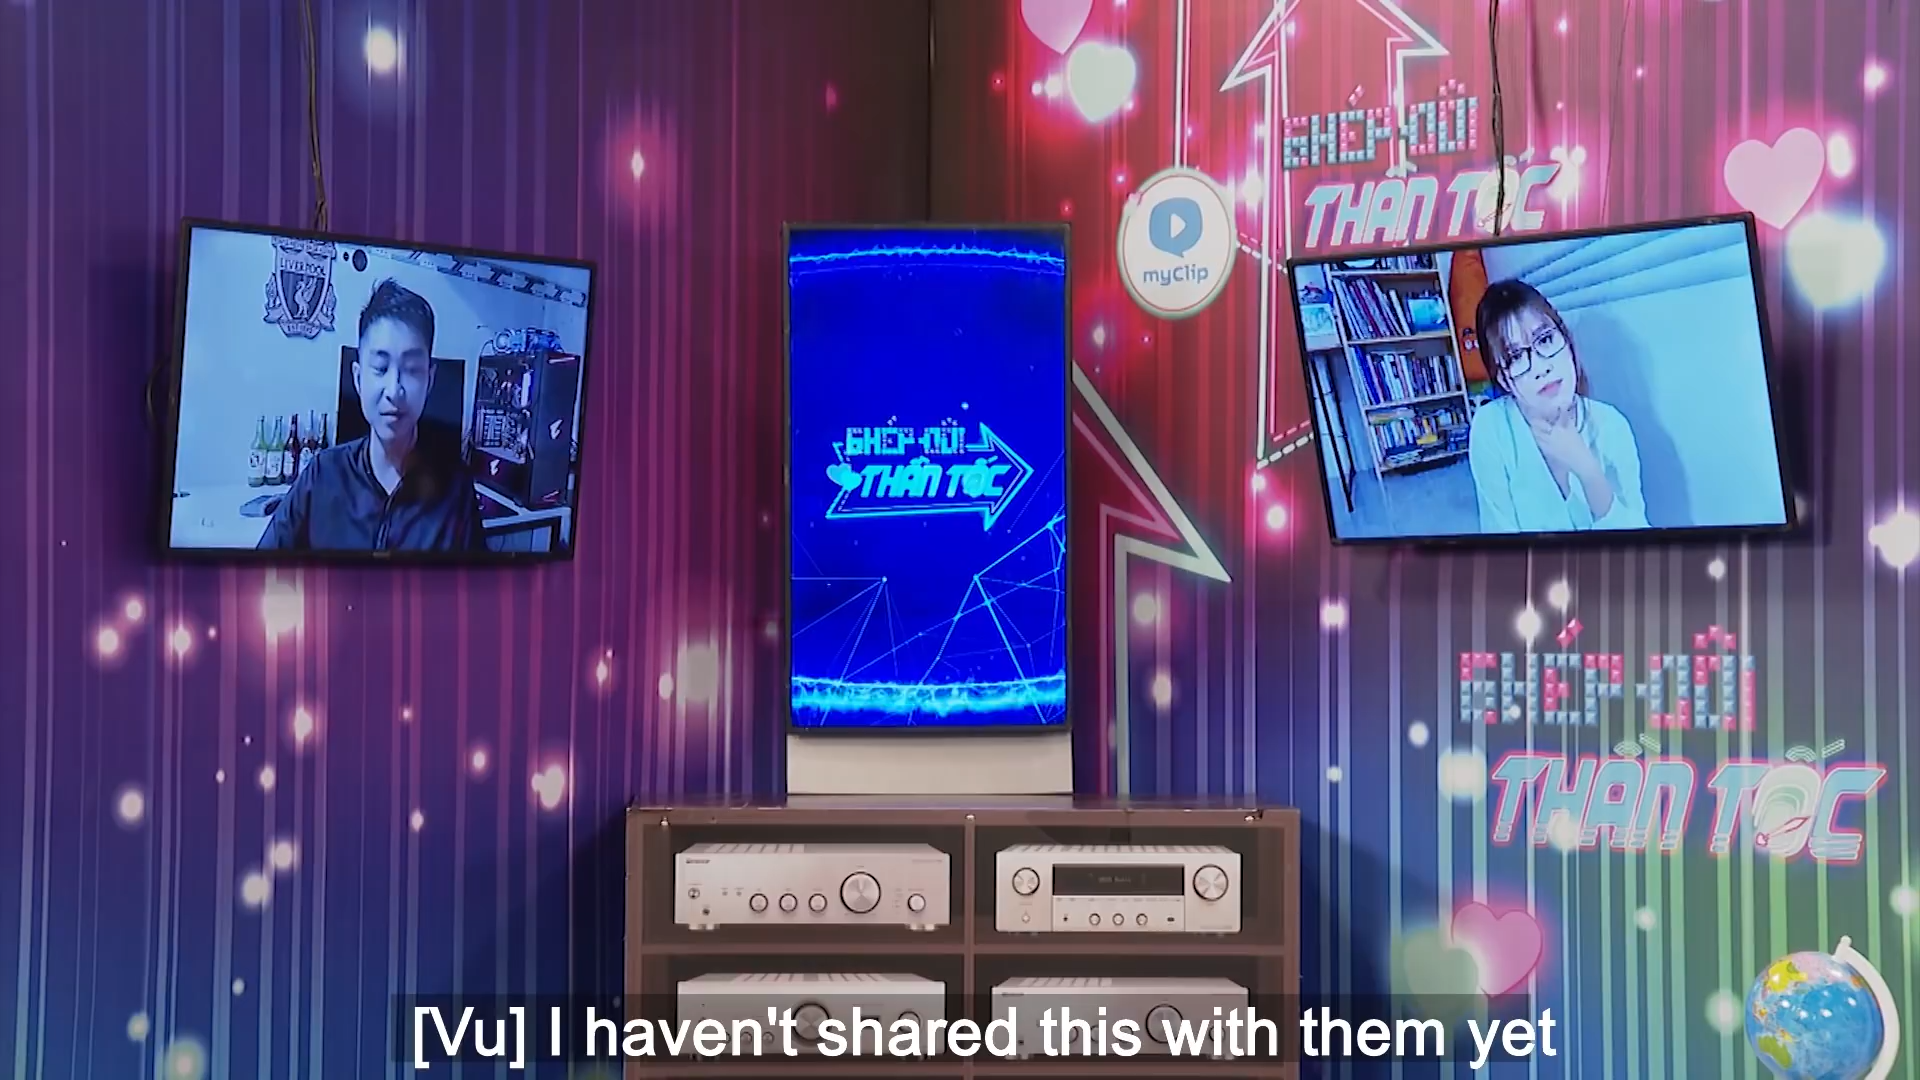 GHÉP ĐÔI
THẦN TỐC
myClip
LIVERPOOL
GHÉP ĐÔI
THẦN TỐC
GHÉP ĐÔI
THẦN TỐC
[Vu] I haven't shared this with them yet